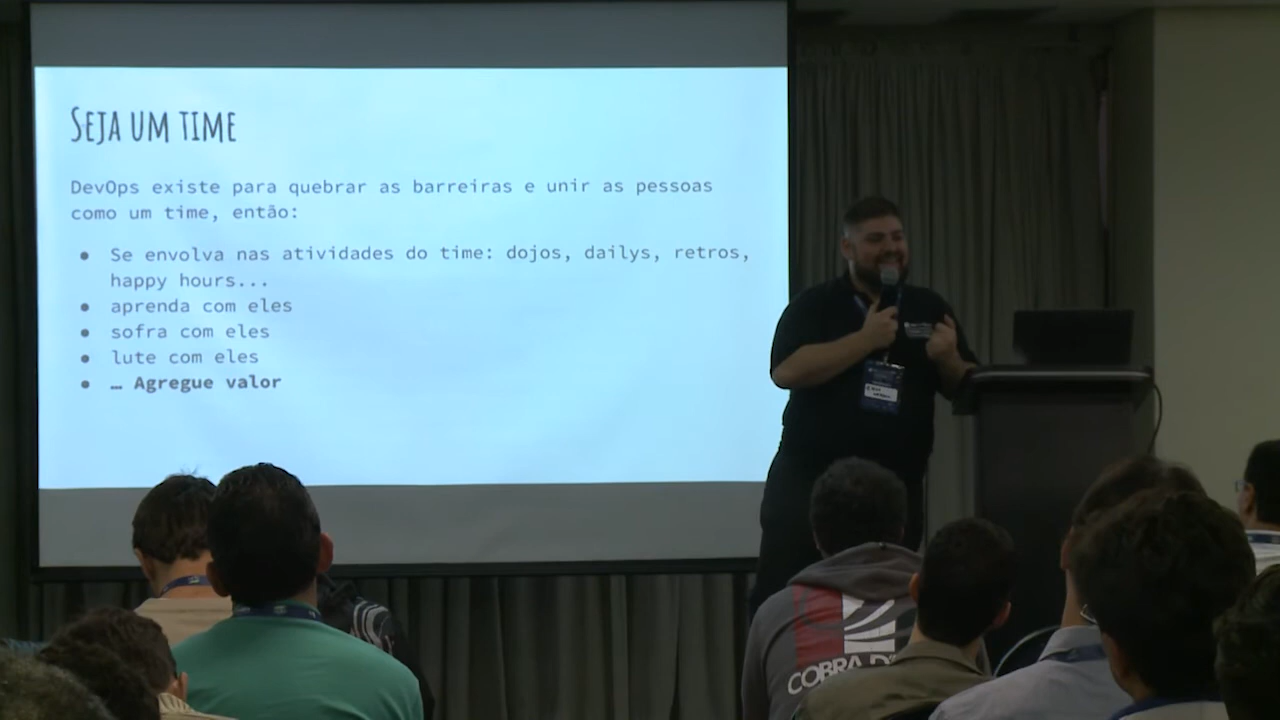 SEJA UM TIME
DevOps existe para quebrar as barreiras e unir as pessoas
como um time, então:
● Se envolva nas atividades do time: dojos, dailys, retros,
happy hours...
● aprenda com eles
● sofra com eles
● lute com eles
● … Agregue valor
COBRA D